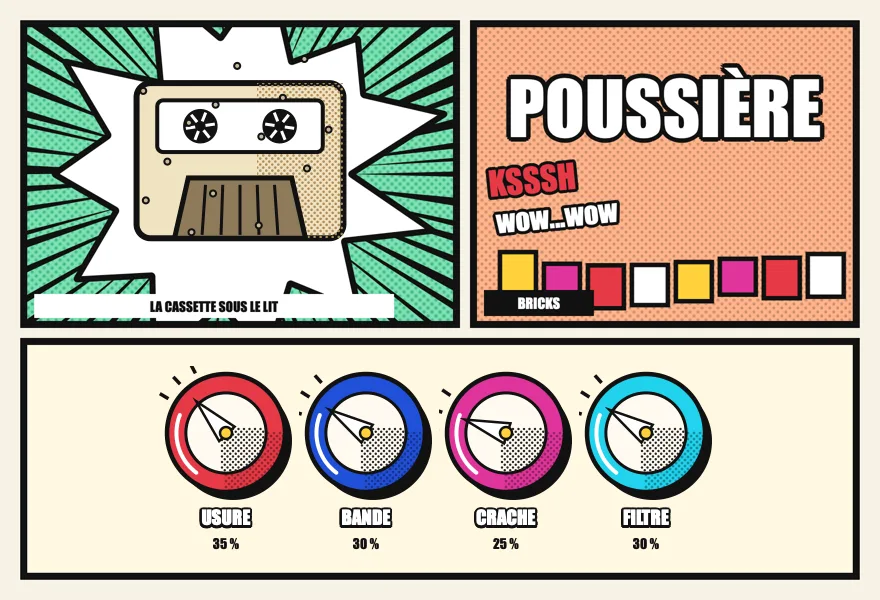 LA CASSETTE SOUS LE LIT
POUSSIÈRE
KSSSH
WOW...WOW
BRICKS
USURE
BANDE
CRACHE
FILTRE
35 %
30 %
25 %
30 %